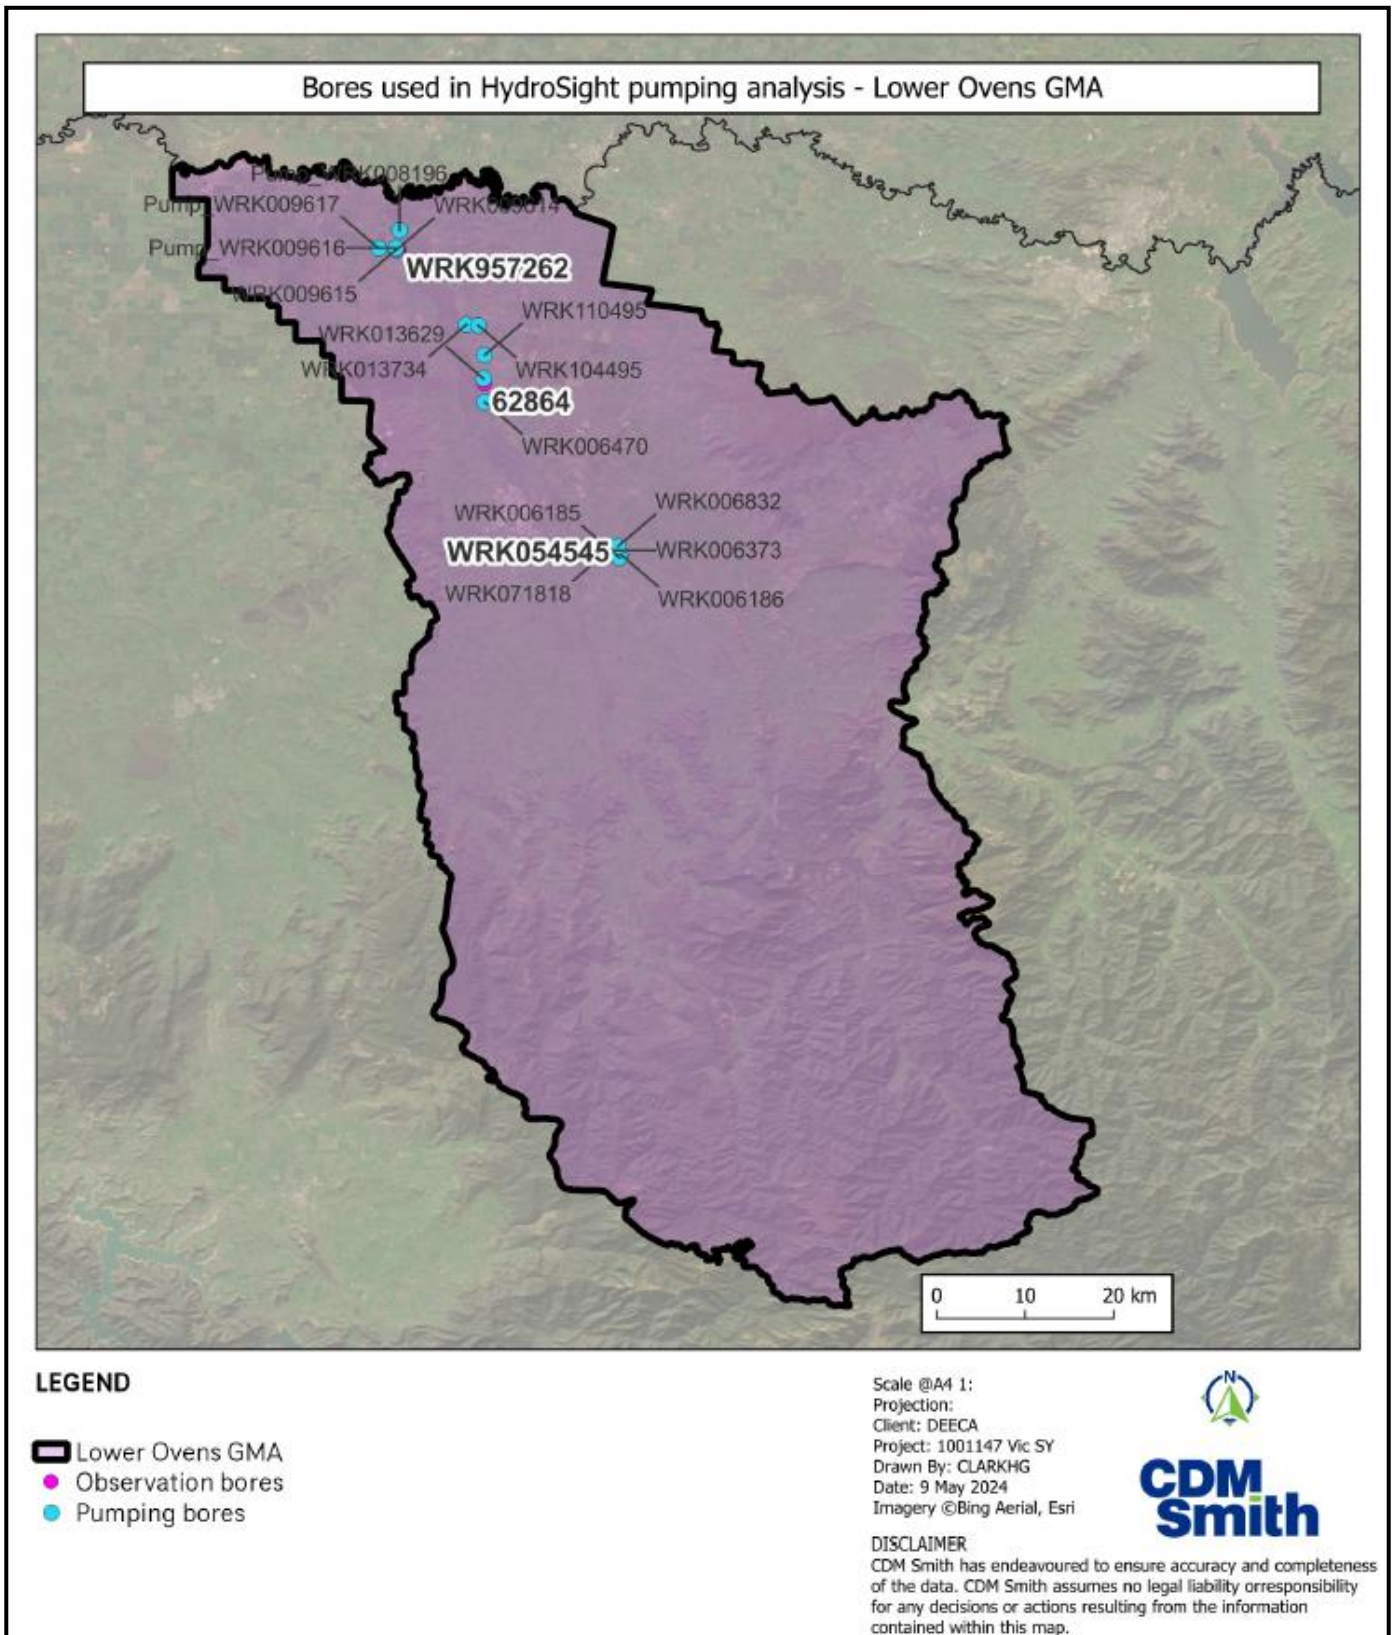 Bores used in HydroSight pumping analysis - Lower Ovens GMA
Pump_WRK008196
Pump_WRK009617
WRK009614
Pump_WRK009616
WRK957262
WRK009615
WRK110495
WRK013629
WRK013734
WRK104495
62864
WRK006470
WRK006832
WRK006185
WRK054545
WRK006373
WRK071818
WRK006186
0 10 20 km
LEGEND
Lower Ovens GMA
Observation bores
Pumping bores
Scale @A4 1:
Projection:
Client: DEECA
Project: 1001147 Vic SY
Drawn By: CLARKHG
Date: 9 May 2024
Imagery ©Bing Aerial, Esri
N
CDM
Smith
DISCLAIMER
CDM Smith has endeavoured to ensure accuracy and completeness
of the data. CDM Smith assumes no legal liability orresponsibility
for any decisions or actions resulting from the information
contained within this map.